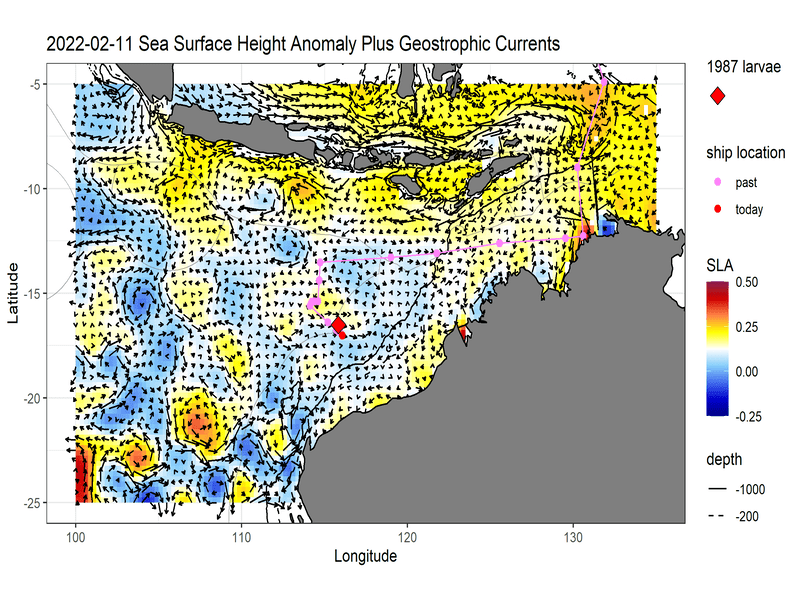 2022-02-11 Sea Surface Height Anomaly Plus Geostrophic Currents
1987 larvae
ship location
past
today
SLA
0.50
0.25
0.00
-0.25
depth
-1000
-200
-5
-10
-15
-20
-25
Latitude
100
110
120
130
Longitude